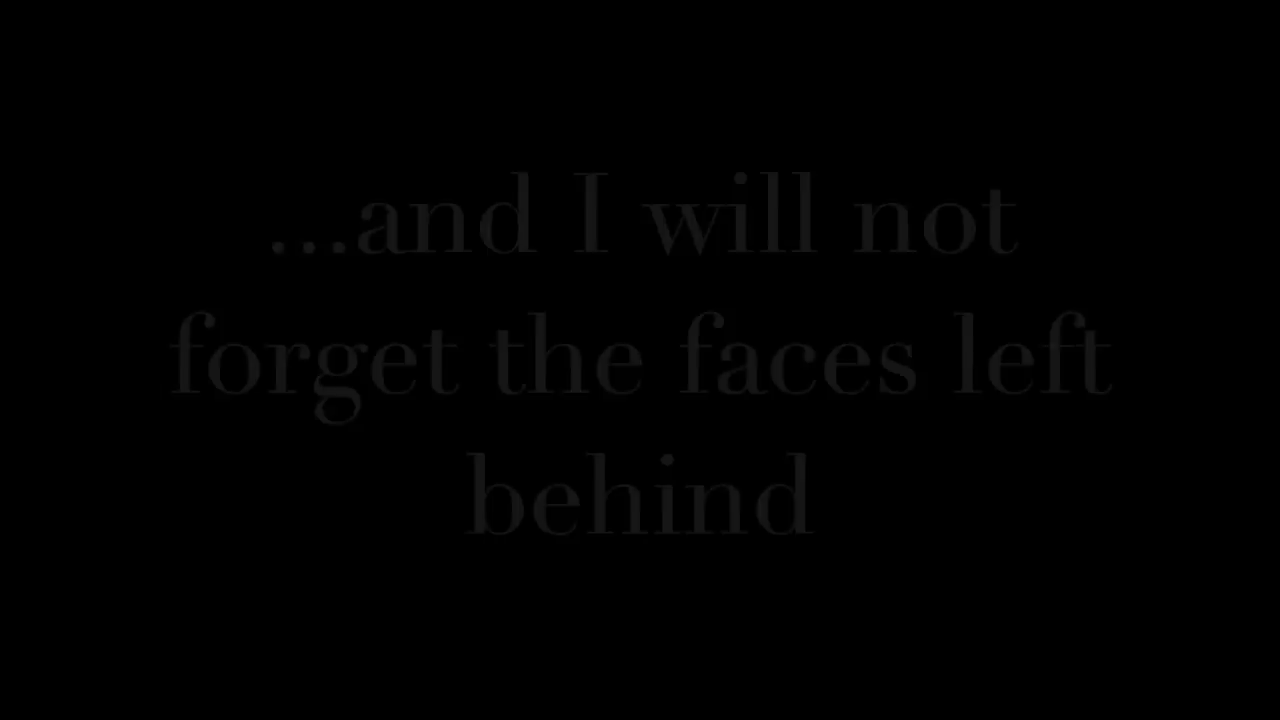 ...and I will not
forget the faces left
behind